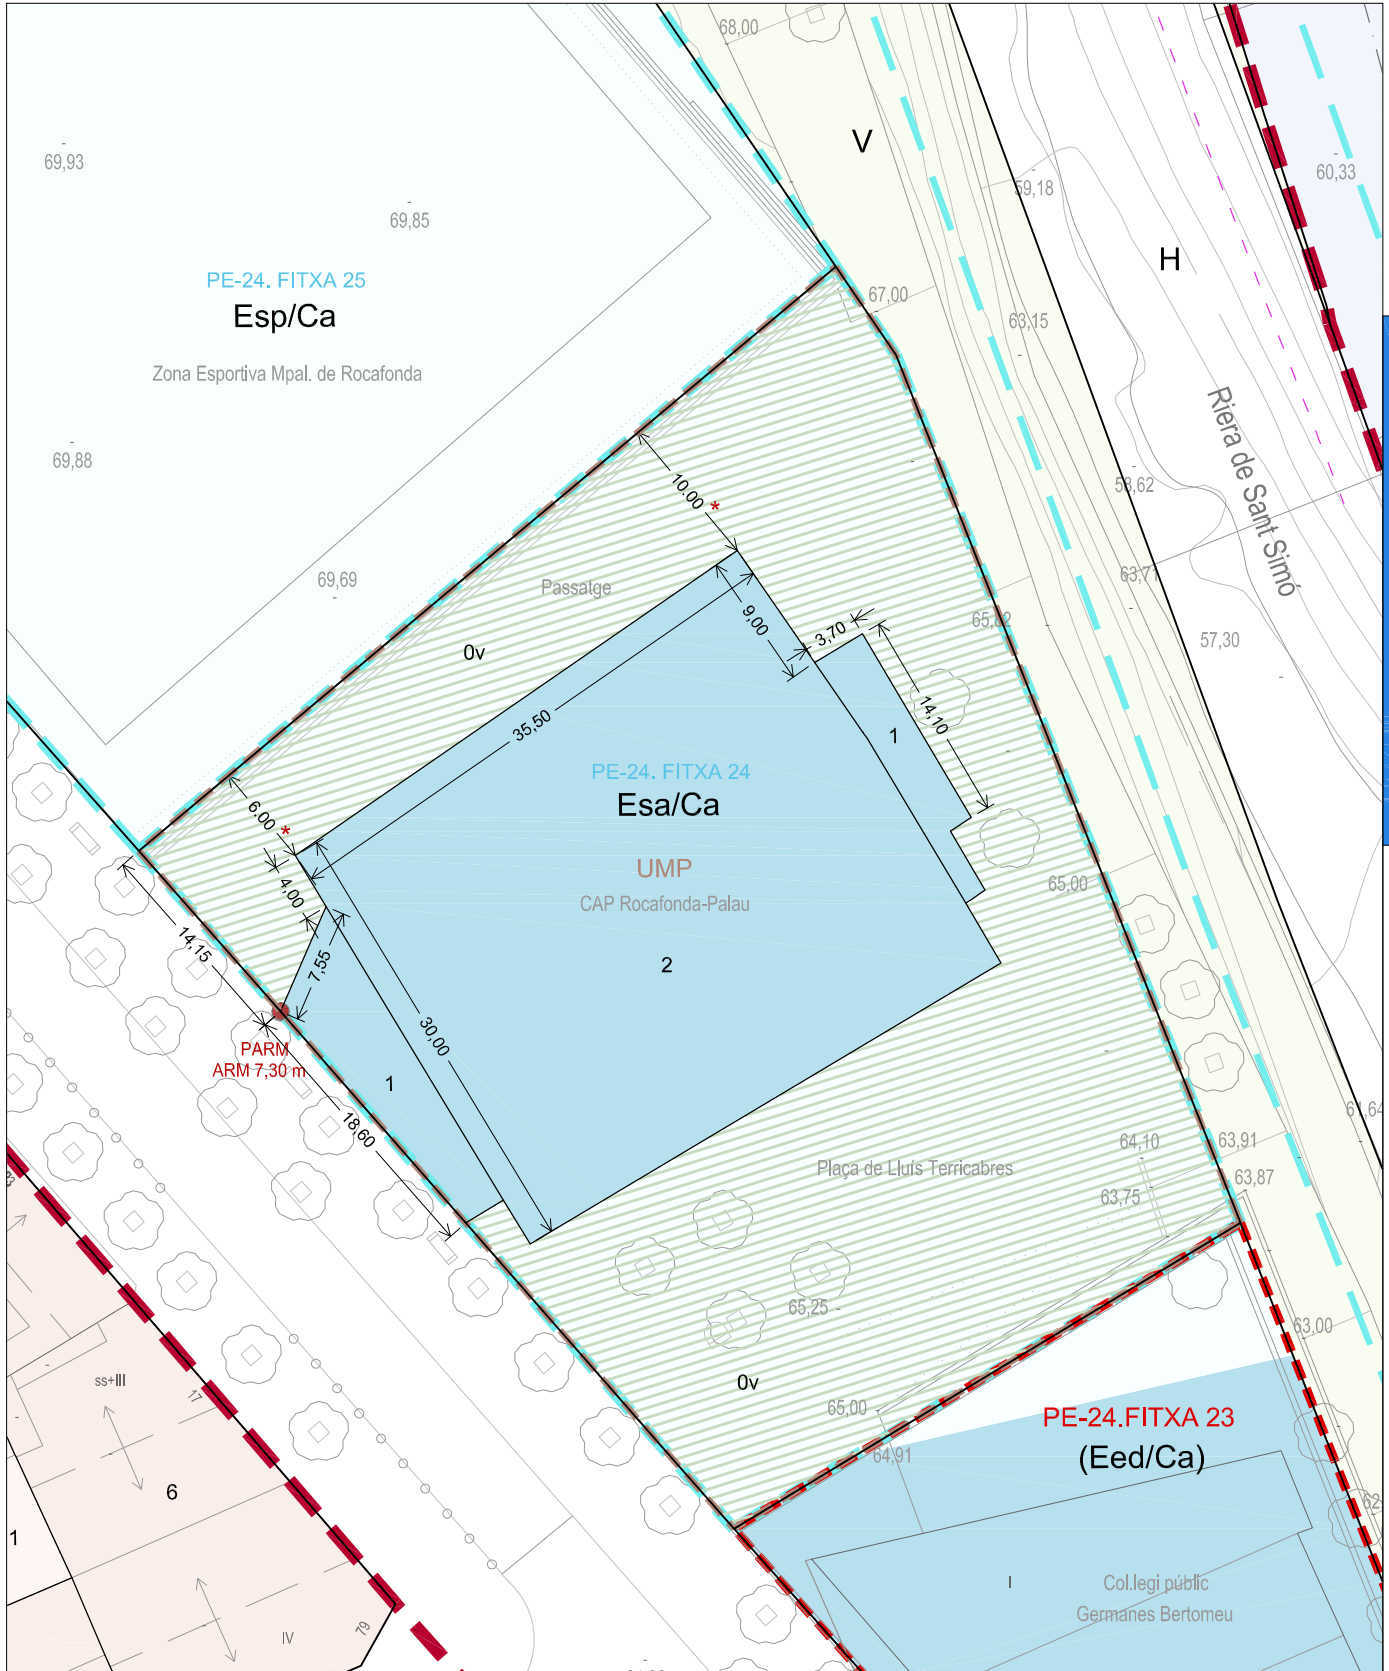 68,00
69,93
V
60,33
59,18
69,85
H
PE-24. FITXA 25
Esp/Ca
67,00
63,15
Zona Esportiva Mpal. de Rocafonda
Riera de Sant Simó
69,88
58,62
10.00 *
69,69
Passatge
63,71
9,00
65,02
3,70
57,30
0v
14,10
35,50
1
PE-24. FITXA 24
Esa/Ca
6.00 *
UMP
4,00
CAP Rocafonda-Palau
65,00
14,15
7,55
2
30,00
PARM
ARM 7,30 m
1
61,64
18,60
64,10
63,91
Plaça de Lluís Terricabres
63,87
63,75
65,25
63,00
ss+III
17
0v
65,00
PE-24.FITXA 23
64,91
(Eed/Ca)
6
1
I
Col.legi públic
Germanes Bertomeu
79
IV